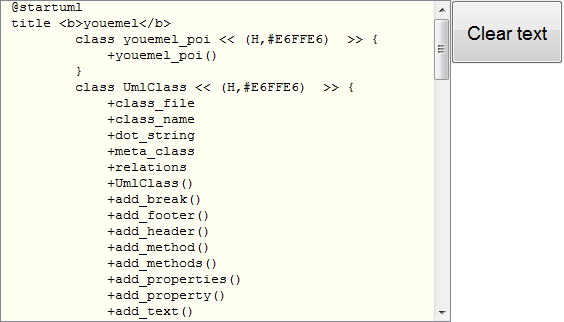 @startuml
title <b>youemel</b>
class youemel_poi << (H,#E6FFE6)  >> {
+youemel_poi()
}
class UmlClass << (H,#E6FFE6)  >> {
+class_file
+class_name
+dot_string
+meta_class
+relations
+UmlClass()
+add_break()
+add_footer()
+add_header()
+add_method()
+add_methods()
+add_properties()
+add_property()
+add_text()
Clear text